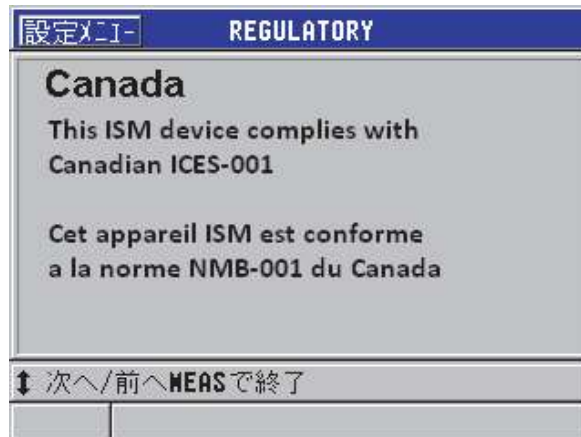 設定ﾒﾆｭｰ REGULATORY
Canada
This ISM device complies with
Canadian ICES-001
Cet appareil ISM est conforme
a la norme NMB-001 du Canada
次へ/前へMEASで終了